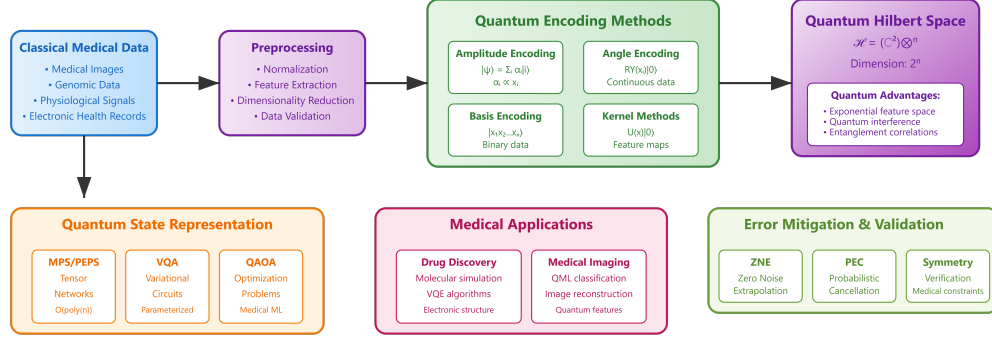 Classical Medical Data
• Medical Images
• Genomic Data
• Physiological Signals
• Electronic Health Records
Preprocessing
• Normalization
• Feature Extraction
• Dimensionality Reduction
• Data Validation
Quantum Encoding Methods
Amplitude Encoding
|ψ⟩ = Σᵢ αᵢ|i⟩
αᵢ ∝ xᵢ
Angle Encoding
RY(xᵢ)|0⟩
Continuous data
Basis Encoding
|x₁x₂...xₙ⟩
Binary data
Kernel Methods
U(x)|0⟩
Feature maps
Quantum Hilbert Space
ℋ = (ℂ²)⊗ⁿ
Dimension: 2ⁿ
Quantum Advantages:
• Exponential feature space
• Quantum interference
• Entanglement correlations
Quantum State Representation
MPS/PEPS
Tensor
Networks
O(poly(n))
VQA
Variational
Circuits
Parameterized
QAOA
Optimization
Problems
Medical ML
Medical Applications
Drug Discovery
Molecular simulation
VQE algorithms
Electronic structure
Medical Imaging
QML classification
Image reconstruction
Quantum features
Error Mitigation & Validation
ZNE
Zero Noise
Extrapolation
PEC
Probabilistic
Cancellation
Symmetry
Verification
Medical constraints